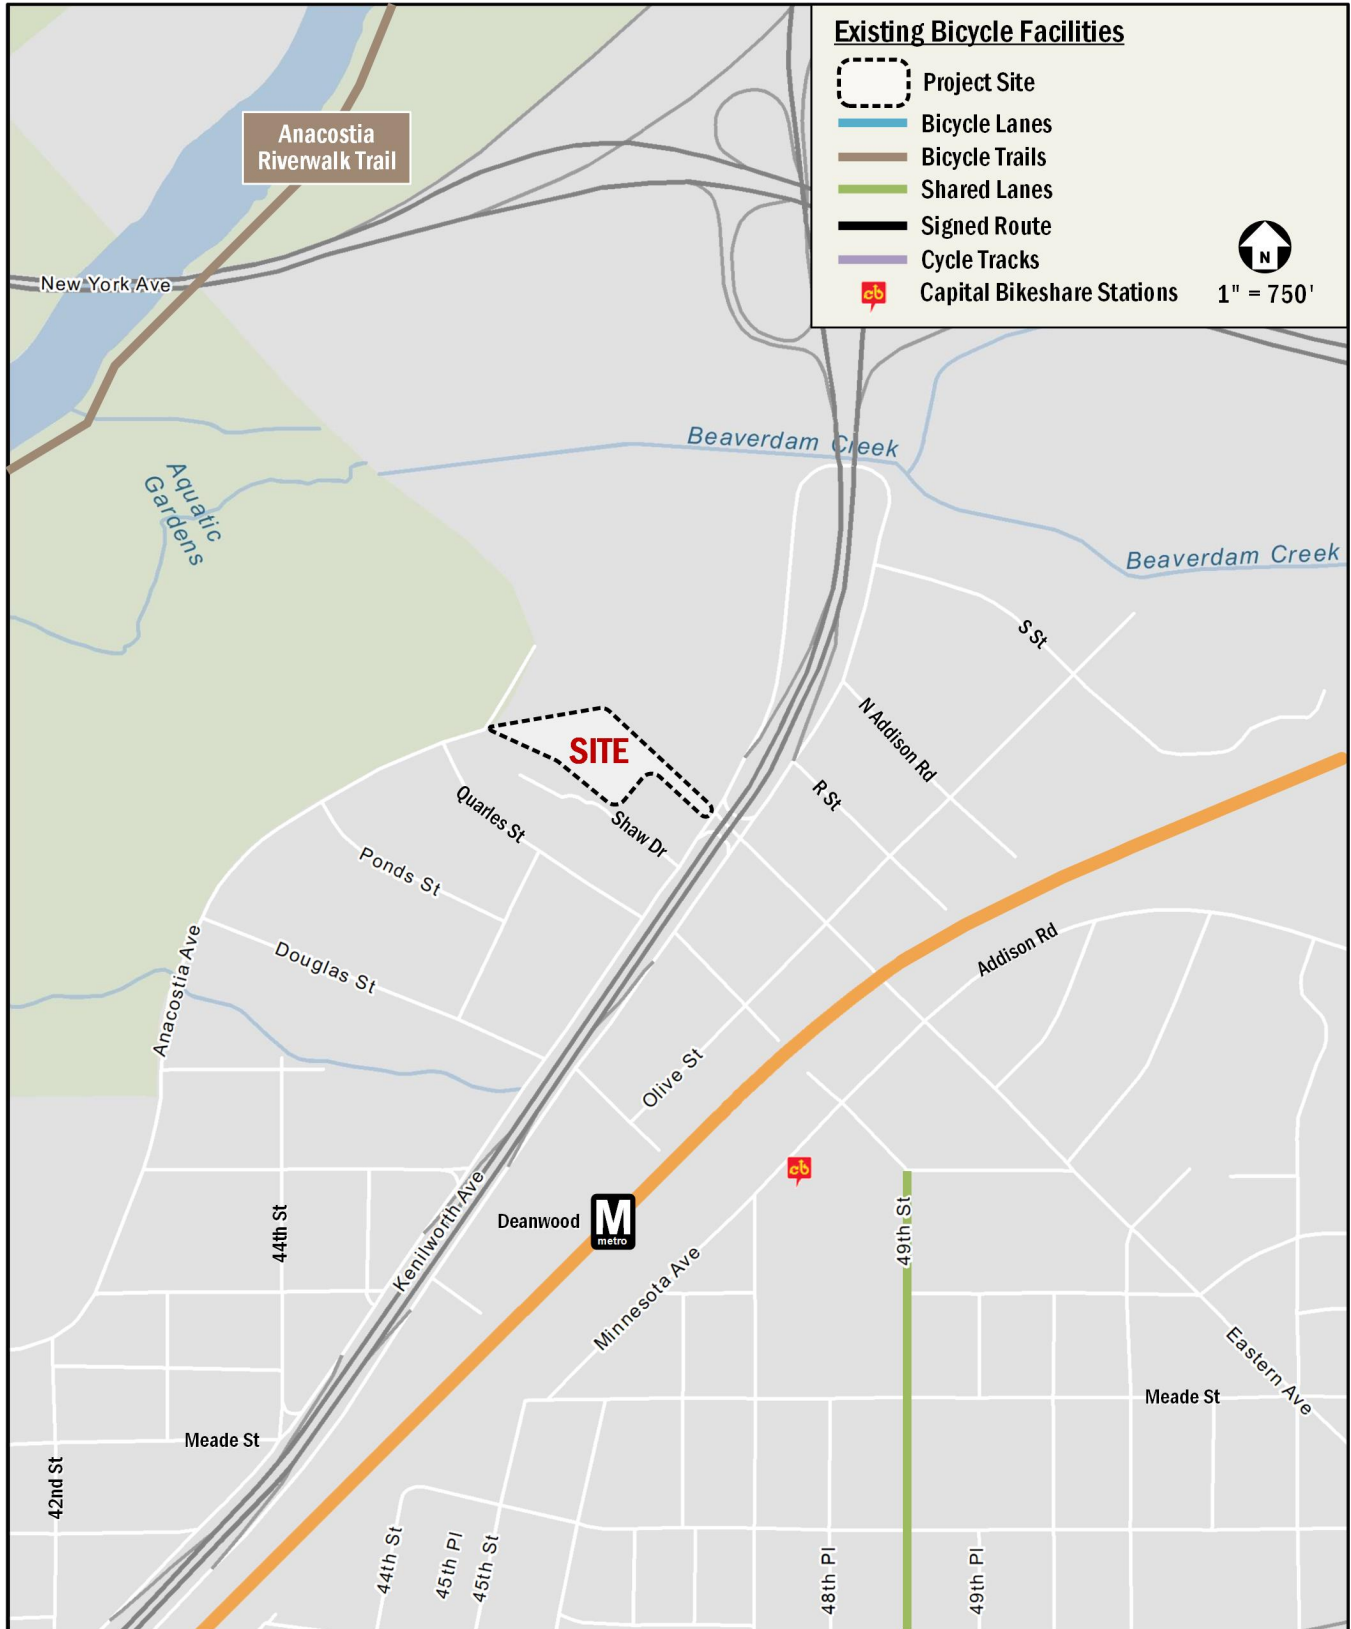 Existing Bicycle Facilities
Project Site
Bicycle Lanes
Bicycle Trails
Shared Lanes
Signed Route
Cycle Tracks
cb
Capital Bikeshare Stations
N
1" = 750'
Anacostia
Riverwalk Trail
New York Ave
Beaverdam Creek
Aquatic
Gardens
Beaverdam Creek
S St
N Addison Rd
SITE
R St
Quarles St
Shaw Dr
Ponds St
Addison Rd
Anacostia Ave
Douglas St
Olive St
cb
Kenilworth Ave
44th St
Deanwood
M
metro
49th St
Minnesota Ave
Eastern Ave
Meade St
Meade St
42nd St
44th St
45th Pl
45th St
48th Pl
49th Pl